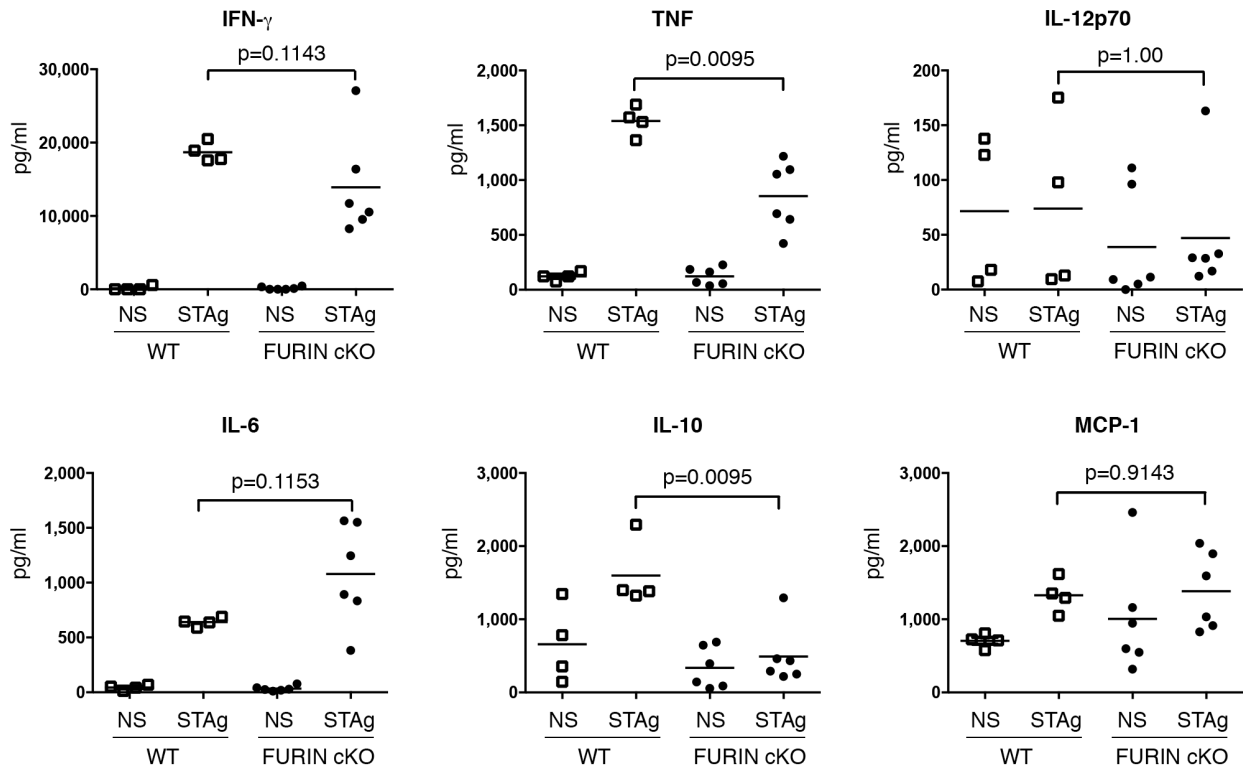 IFN-γ
p=0.1143
pg/ml
30,000
20,000
10,000
0
NS STAg NS STAg
WT FURIN cKO
TNF
p=0.0095
pg/ml
2,000
1,500
1,000
500
0
NS STAg NS STAg
WT FURIN cKO
IL-12p70
p=1.00
pg/ml
200
150
100
50
0
NS STAg NS STAg
WT FURIN cKO
IL-6
p=0.1153
pg/ml
2,000
1,500
1,000
500
0
NS STAg NS STAg
WT FURIN cKO
IL-10
p=0.0095
pg/ml
3,000
2,000
1,000
0
NS STAg NS STAg
WT FURIN cKO
MCP-1
p=0.9143
pg/ml
3,000
2,000
1,000
0
NS STAg NS STAg
WT FURIN cKO